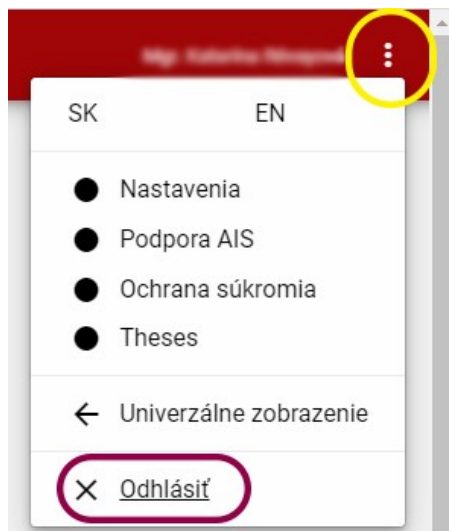 SK EN
Nastavenia
Podpora AIS
Ochrana súkromia
Theses
Univerzálne zobrazenie
Odhlásiť